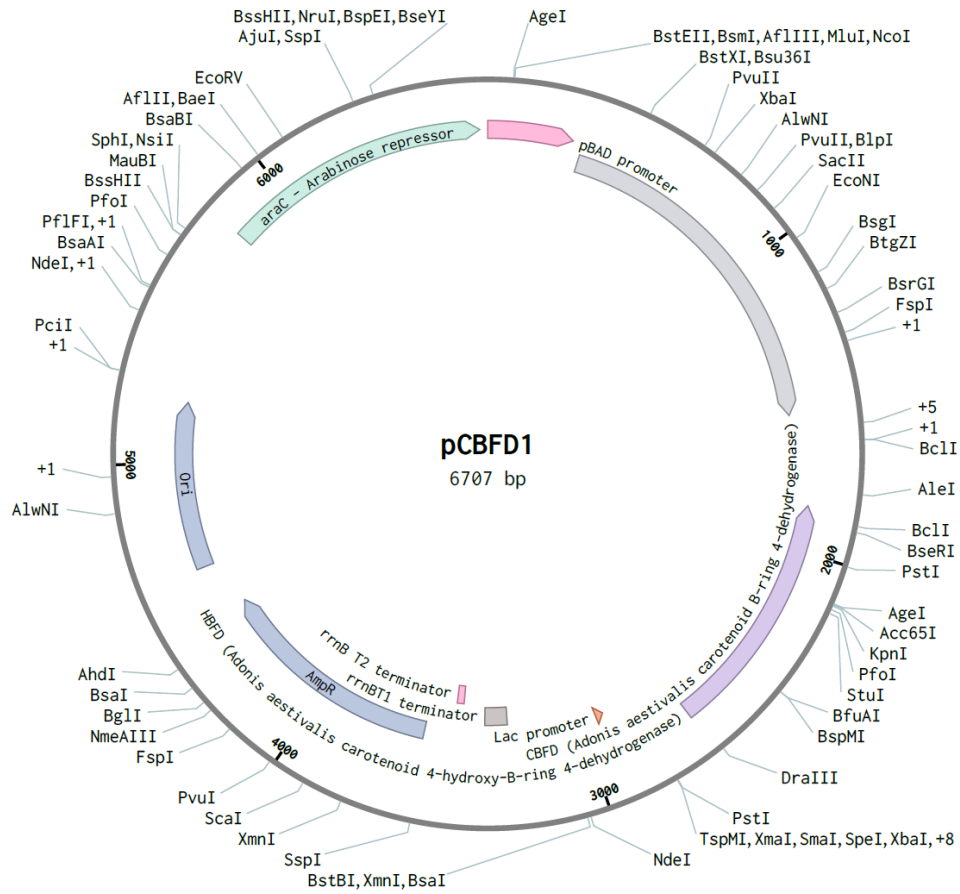 BssHII,NruI,BspEI,BseYI
AjuI,SspI
AgeI
BstEII,BsmI,AflIII,MluI,NcoI
BstXI,Bsu36I
PvuII
XbaI
AlwNI
PvuII,BlpI
SacII
EcoNI
BsgI
BtgZI
BsrGI
FspI
+1
+5
+1
BclI
AleI
BclI
BseRI
PstI
AgeI
Acc65I
KpnI
PfoI
StuI
BfuAI
BspMI
DraIII
PstI
TspMI,XmaI,SmaI,SpeI,XbaI,+8
NdeI
BstBI,XmnI,BsaI
SspI
XmnI
ScaI
PvuI
FspI
NmeAIII
BglI
BsaI
AhdI
AlwNI
+1
+1
PciI
NdeI,+1
BsaAI
PflFI,+1
PfoI
BssHII
MauBI
SphI,NsiI
BsaBI
AflII,BaeI
EcoRV
1000
2000
3000
4000
5000
6000
araC - Arabinose repressor
pBAD promoter
CBFD (Adonis aestivalis carotenoid B-ring 4-dehydrogenase)
HBFD (Adonis aestivalis carotenoid 4-hydroxy-B-ring 4-dehydrogenase)
Lac promoter
rrnBT1 terminator
rrnB T2 terminator
AmpR
Ori
pCBFD1
6707 bp